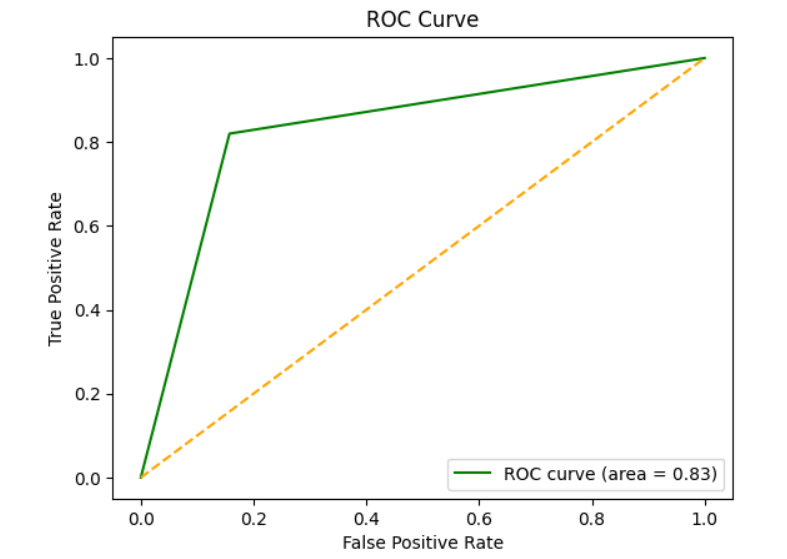 ROC Curve
True Positive Rate
1.0
0.8
0.6
0.4
0.2
0.0
ROC curve (area = 0.83)
0.0 0.2 0.4 0.6 0.8 1.0
False Positive Rate